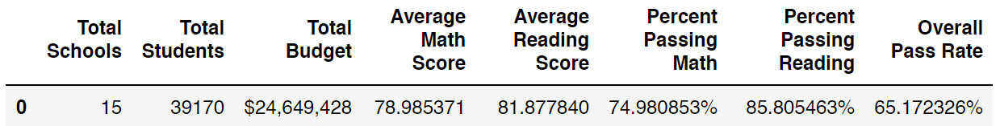 Total Schools Total Students Total Budget Average Math Score Average Reading Score Percent Passing Math Percent Passing Reading Overall Pass Rate
0 15 39170 $24,649,428 78.985371 81.877840 74.980853% 85.805463% 65.172326%